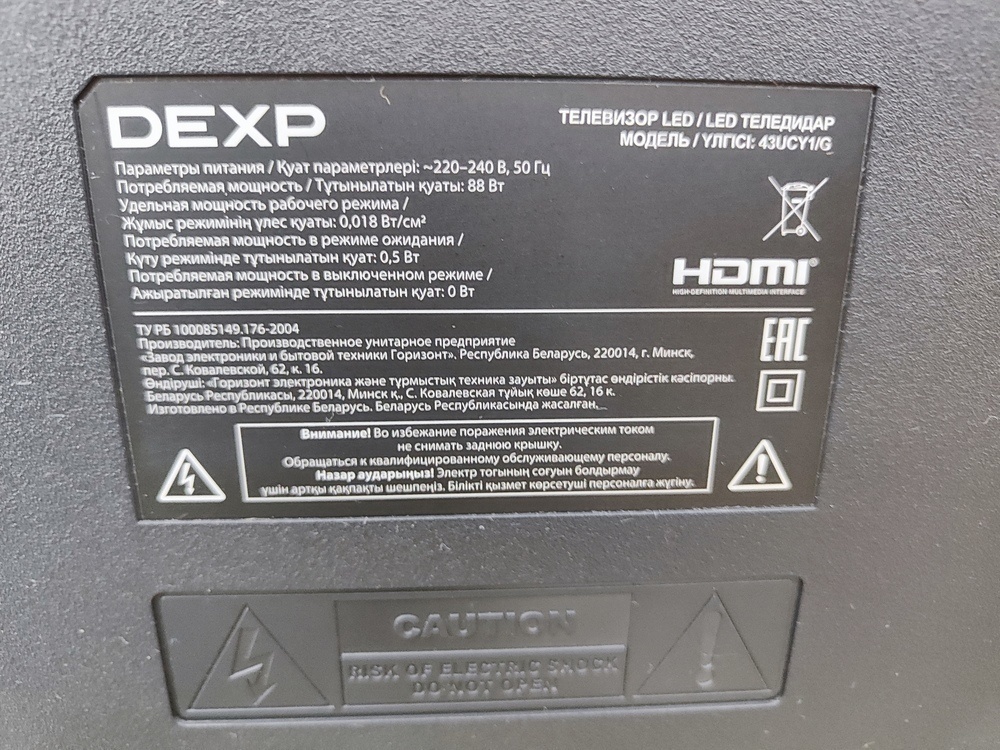 DEXP
ТЕЛЕВИЗОР LED / LED ТЕЛЕДИДАР
МОДЕЛЬ / ҮЛГІСІ: 43UCY1/G
Параметры питания / Қуат параметрлері: ~220–240 В, 50 Гц
Потребляемая мощность / Тұтынылатын қуаты: 88 Вт
Удельная мощность рабочего режима /
Жұмыс режимінің үлес қуаты: 0,018 Вт/см²
Потребляемая мощность в режиме ожидания /
Күту режимінде тұтынылатын қуат: 0,5 Вт
Потребляемая мощность в выключенном режиме /
Ажыратылған режимінде тұтынылатын қуат: 0 Вт
HDMI®
HIGH-DEFINITION MULTIMEDIA INTERFACE
ТУ РБ 100085149.176-2004
Производитель: Производственное унитарное предприятие
«Завод электроники и бытовой техники Горизонт». Республика Беларусь, 220014, г. Минск,
пер. С. Ковалевской, 62, к. 16.
Өндіруші: «Горизонт электроника және тұрмыстық техника зауыты» біртұтас өндірістік кәсіпорны.
Беларусь Республикасы, 220014, Минск қ., С. Ковалевская тұйық көше 62, 16 к.
Изготовлено в Республике Беларусь. Беларусь Республикасында жасалған.
EAC
Внимание! Во избежание поражения электрическим током
не снимать заднюю крышку.
Обращаться к квалифицированному обслуживающему персоналу.
Назар аударыңыз! Электр тогының соғуын болдырмау
үшін артқы қақпақты шешпеңіз. Білікті қызмет көрсетуші персоналға жүгіну.
CAUTION
RISK OF ELECTRIC SHOCK
DO NOT OPEN